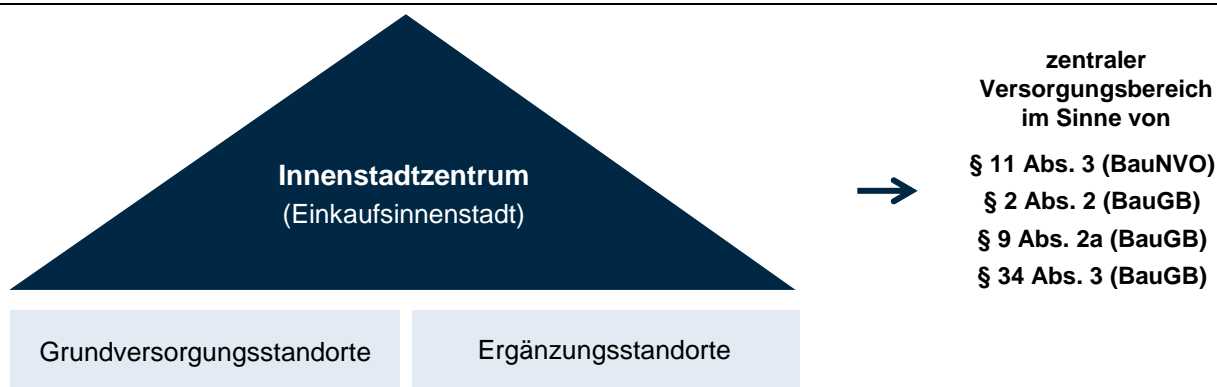 Innenstadtzentrum
(Einkaufsinnenstadt)
Grundversorgungsstandorte
Ergänzungsstandorte
zentraler
Versorgungsbereich
im Sinne von
§ 11 Abs. 3 (BauNVO)
§ 2 Abs. 2 (BauGB)
§ 9 Abs. 2a (BauGB)
§ 34 Abs. 3 (BauGB)